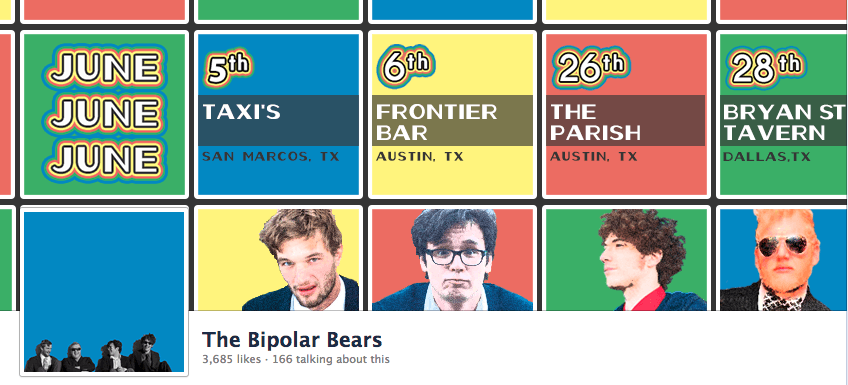 JUNE
JUNE
JUNE
5th
TAXI'S
SAN MARCOS, TX
6th
FRONTIER
BAR
AUSTIN, TX
26th
THE
PARISH
AUSTIN, TX
28th
BRYAN ST
TAVERN
DALLAS,TX
The Bipolar Bears
3,685 likes · 166 talking about this